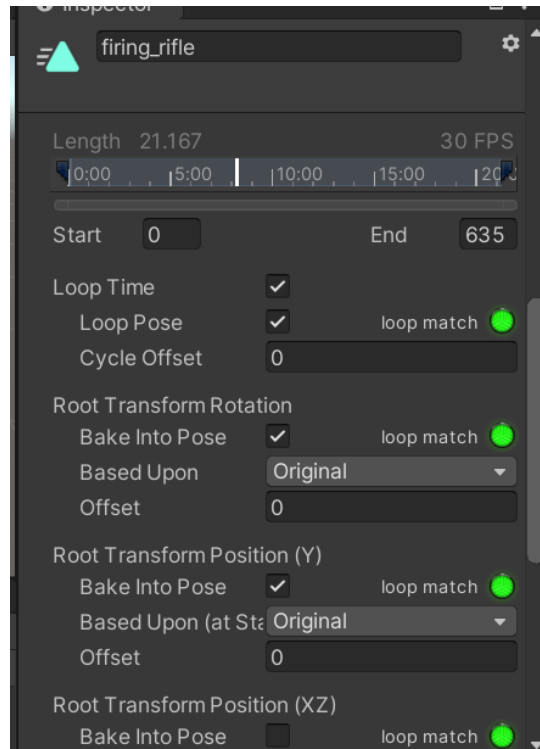 Inspector
firing_rifle
Length 21.167 30 FPS
0:00 5:00 10:00 15:00
Start 0 End 635
Loop Time
Loop Pose loop match
Cycle Offset 0
Root Transform Rotation
Bake Into Pose loop match
Based Upon Original
Offset 0
Root Transform Position (Y)
Bake Into Pose loop match
Based Upon (at Sta Original
Offset 0
Root Transform Position (XZ)
Bake Into Pose loop match